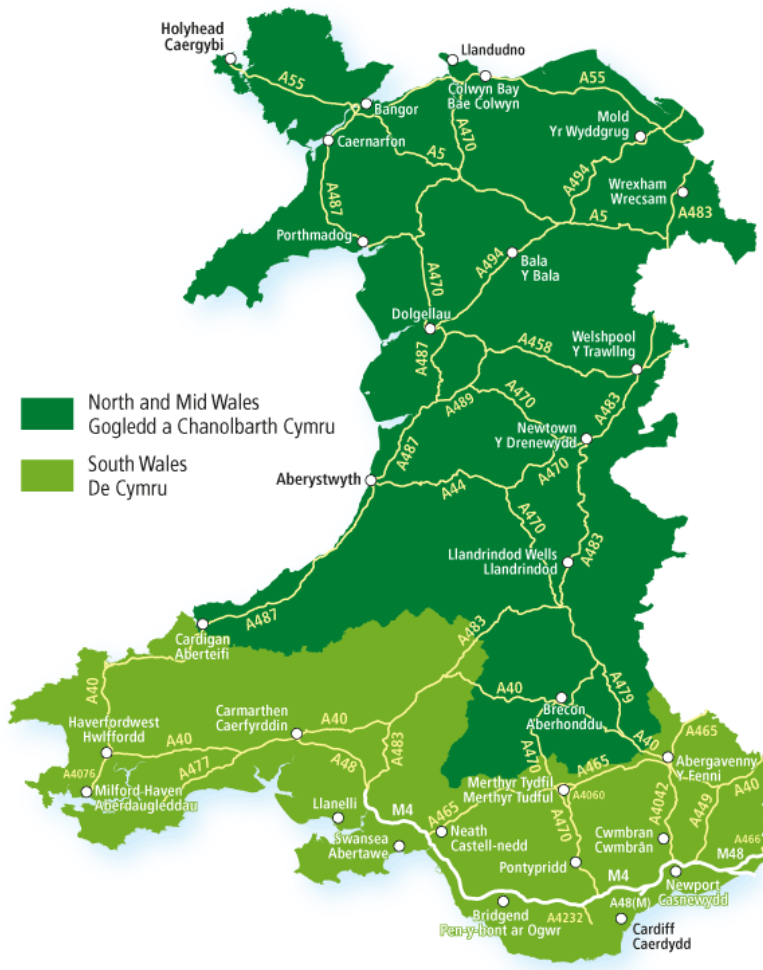 Holyhead
Caergybi
Llandudno
A55
Colwyn Bay
Bae Colwyn
A55
Bangor
Mold
Yr Wyddgrug
Caernarfon
A470
A5
A494
Wrexham
Wrecsam
A487
A5
A483
Porthmadog
A470
A494
Bala
Y Bala
Dolgellau
A487
A458
Welshpool
Y Trawllng
North and Mid Wales
Gogledd a Chanolbarth Cymru
A489
A470
A483
South Wales
De Cymru
A487
Newtown
Y Drenewydd
Aberystwyth
A44
A470
A470
A483
Llandrindod Wells
Llandrindod
A487
Cardigan
Aberteifi
A483
A40
A40
A479
Brecon
Aberhonddu
Haverfordwest
Hwlffordd
A40
Carmarthen
Caerfyrddin
A40
A483
A470
A40
A465
Abergavenny
Y Fenni
A4076
A477
A48
A465
Milford Haven
Aberdaugleddau
Merthyr Tydfil
Merthyr Tudful
A4060
A4042
A449
A40
Llanelli
M4
A465
Neath
Castell-nedd
A470
Cwmbran
Cwmbrân
A466
Swansea
Abertawe
Pontypridd
M48
M4
Newport
Casnewydd
Bridgend
Pen-y-bont ar Ogwr
A4232
A48(M)
Cardiff
Caerdydd